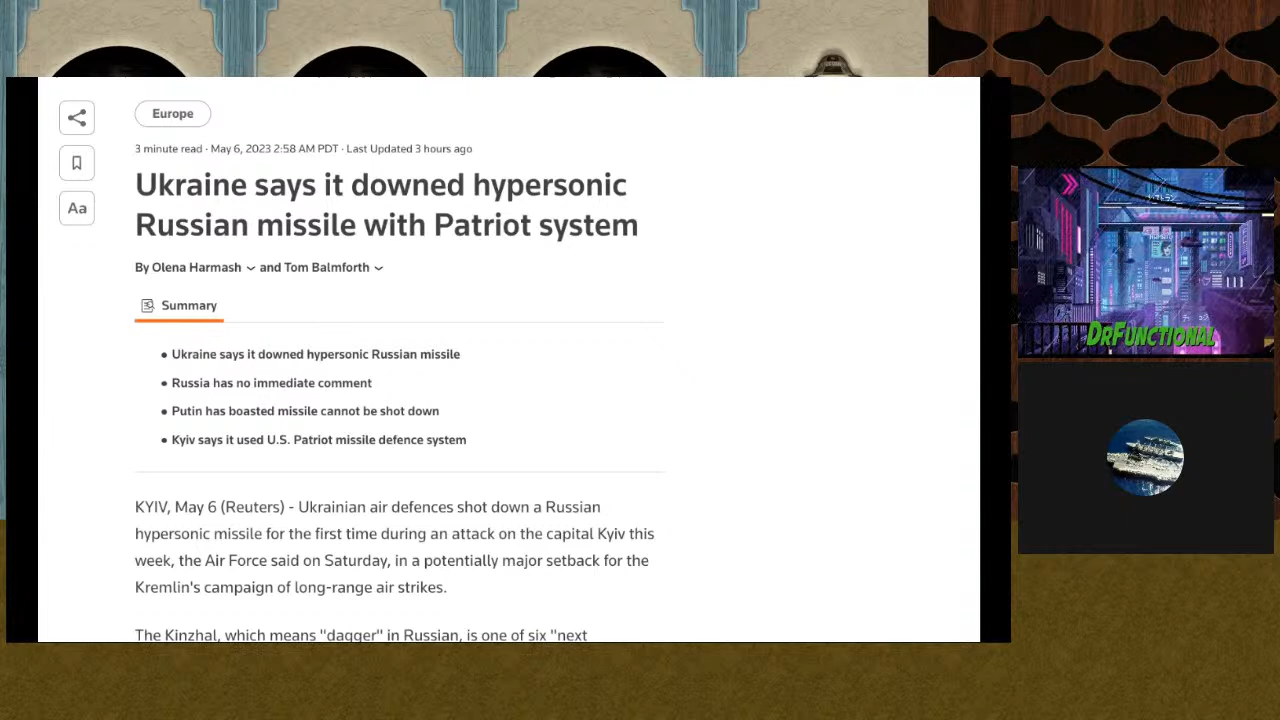 Europe
3 minute read · May 6, 2023 2:58 AM PDT · Last Updated 3 hours ago
Ukraine says it downed hypersonic
Russian missile with Patriot system
By Olena Harmash and Tom Balmforth
Aa
Summary
• Ukraine says it downed hypersonic Russian missile
• Russia has no immediate comment
• Putin has boasted missile cannot be shot down
• Kyiv says it used U.S. Patriot missile defence system
KYIV, May 6 (Reuters) - Ukrainian air defences shot down a Russian
hypersonic missile for the first time during an attack on the capital Kyiv this
week, the Air Force said on Saturday, in a potentially major setback for the
Kremlin's campaign of long-range air strikes.
The Kinzhal, which means "dagger" in Russian, is one of six "next
DRFUNCTIONAL